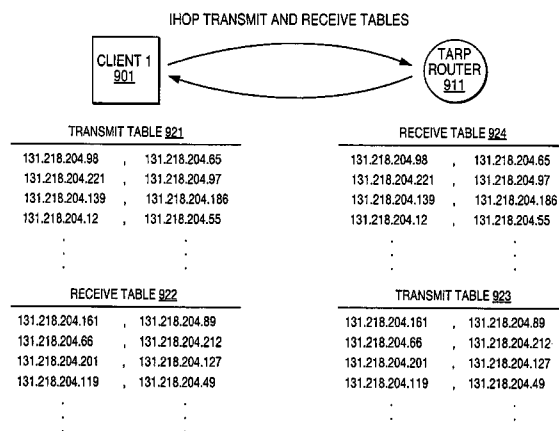 IHOP TRANSMIT AND RECEIVE TABLES
CLIENT 1
901
TARP
ROUTER
911
TRANSMIT TABLE 921
131.218.204.98 , 131.218.204.65
131.218.204.221 , 131.218.204.97
131.218.204.139 , 131.218.204.186
131.218.204.12 , 131.218.204.55
RECEIVE TABLE 924
131.218.204.98 , 131.218.204.65
131.218.204.221 , 131.218.204.97
131.218.204.139 , 131.218.204.186
131.218.204.12 , 131.218.204.55
RECEIVE TABLE 922
131.218.204.161 , 131.218.204.89
131.218.204.66 , 131.218.204.212
131.218.204.201 , 131.218.204.127
131.218.204.119 , 131.218.204.49
TRANSMIT TABLE 923
131.218.204.161 , 131.218.204.89
131.218.204.66 , 131.218.204.212
131.218.204.201 , 131.218.204.127
131.218.204.119 , 131.218.204.49